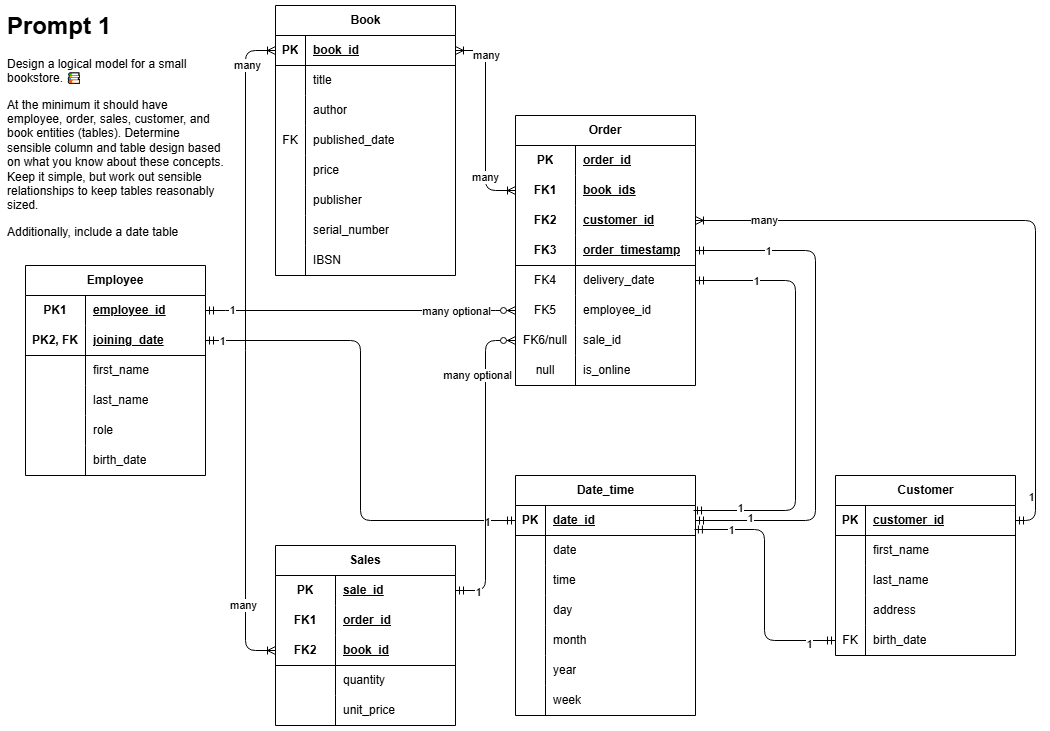 Prompt 1
Design a logical model for a small
bookstore.
At the minimum it should have
employee, order, sales, customer, and
book entities (tables). Determine
sensible column and table design based
on what you know about these concepts.
Keep it simple, but work out sensible
relationships to keep tables reasonably
sized.
Additionally, include a date table
Book
PK book_id
title
author
FK published_date
price
publisher
serial_number
IBSN
many
many
many
many
Order
PK order_id
FK1 book_ids
FK2 customer_id
FK3 order_timestamp
FK4 delivery_date
FK5 employee_id
FK6/null sale_id
null is_online
many
1
1
Employee
PK1 employee_id
PK2, FK joining_date
first_name
last_name
role
birth_date
1
many optional
1
many optional
Date_time
PK date_id
date
time
day
month
year
week
1
1
1
1
1
Customer
PK customer_id
first_name
last_name
address
FK birth_date
1
Sales
PK sale_id
FK1 order_id
FK2 book_id
quantity
unit_price
1